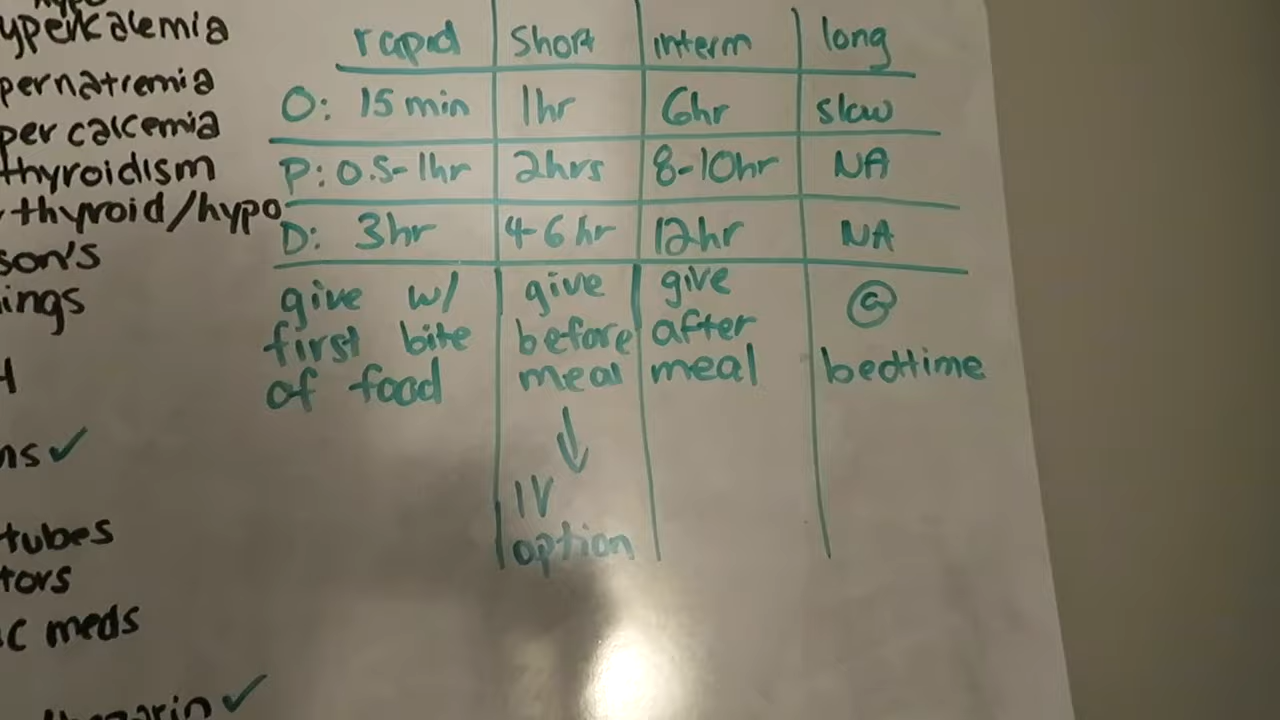 yperkalemia
pernatremia
per calcemia
thyroidism
thyroid/hypo
son's
ings
ns ✓
tubes
tors
C meds
rapid short interm long
O: 15 min 1hr 6hr slow
P: 0.5-1hr 2hrs 8-10hr NA
D: 3hr 4-6 hr 12hr NA
give w/ give give @
first bite before after
of food meal meal bedtime
↓
IV
option